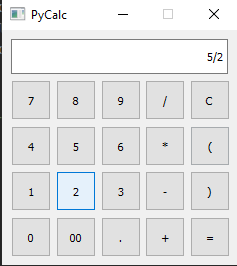 PyCalc
5/2
7 8 9 / C
4 5 6 * (
1 2 3 - )
0 00 . + =